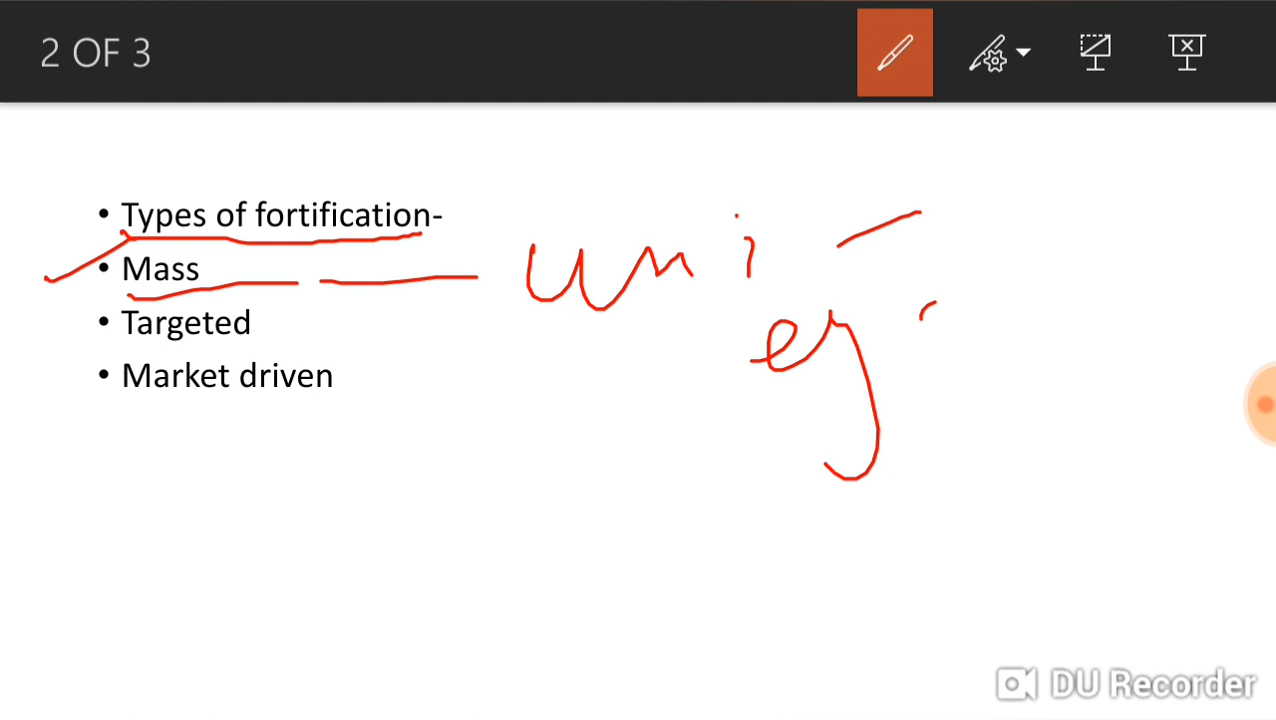 2 OF 3
• Types of fortification-
• Mass
uni -
eg
• Targeted
• Market driven
DU Recorder